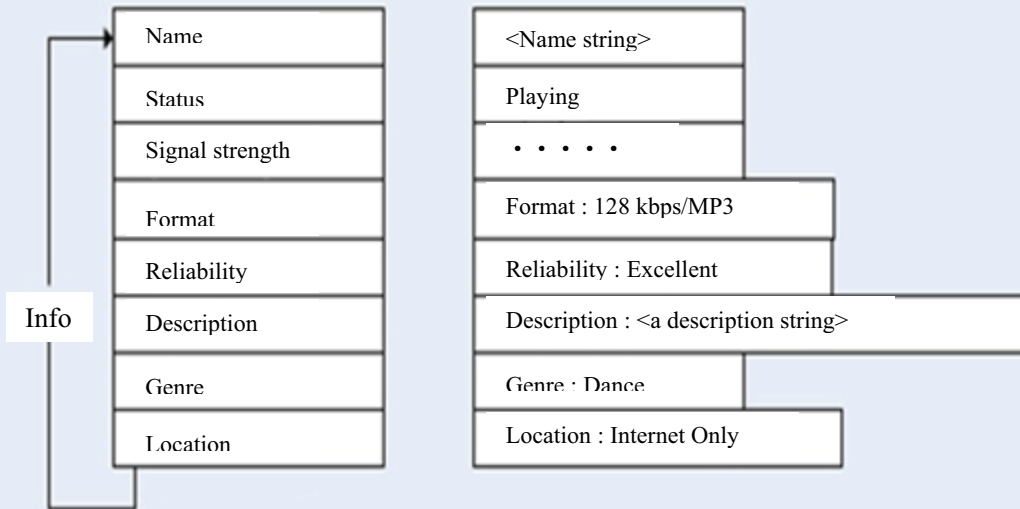 Name
<Name string>
Status
Playing
Signal strength
• • • • •
Format
Format : 128 kbps/MP3
Reliability
Reliability : Excellent
Info
Description
Description : <a description string>
Genre
Genre : Dance
Location
Location : Internet Only